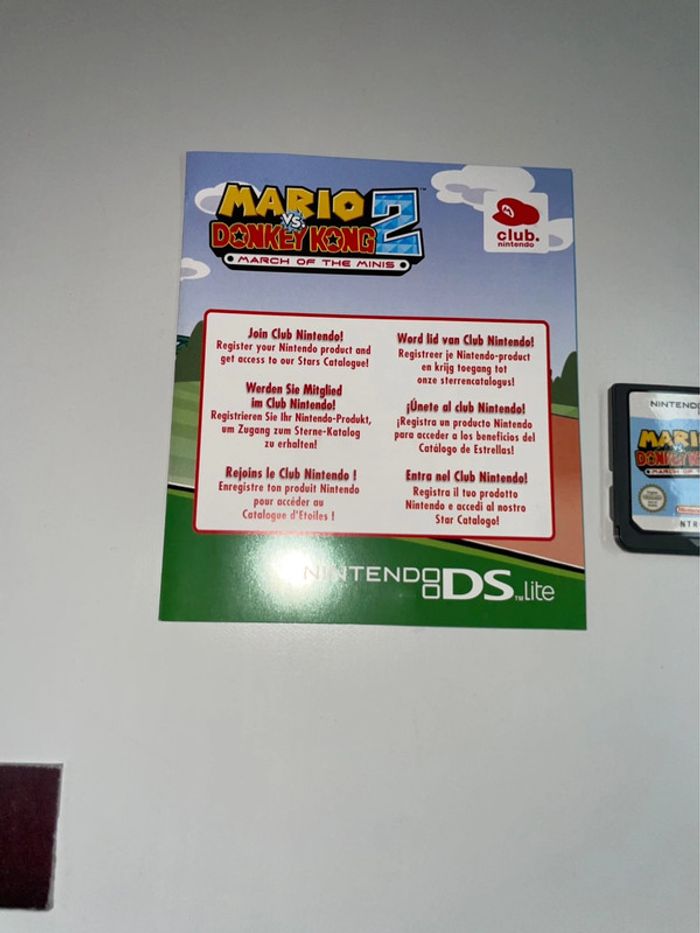 MARIO
VS.
DONKEY KONG 2
MARCH OF THE MINIS
club.
nintendo
Join Club Nintendo!
Register your Nintendo product and
get access to our Stars Catalogue!
Werden Sie Mitglied
im Club Nintendo!
Registrieren Sie Ihr Nintendo-Produkt,
um Zugang zum Sterne-Katalog
zu erhalten!
Rejoins le Club Nintendo !
Enregistre ton produit Nintendo
pour accéder au
Catalogue d'Etoiles !
Word lid van Club Nintendo!
Registreer je Nintendo-product
en krijg toegang tot
onze sterrencatalogus!
¡Únete al club Nintendo!
¡Registra un producto Nintendo
para acceder a los beneficios del
Catálogo de Estrellas!
Entra nel Club Nintendo!
Registra il tuo prodotto
Nintendo e accedi al nostro
Star Catalogo!
NINTENDO DS™ lite
NINTENDO
MARI
DONKEY K
MARCH OF
NTR